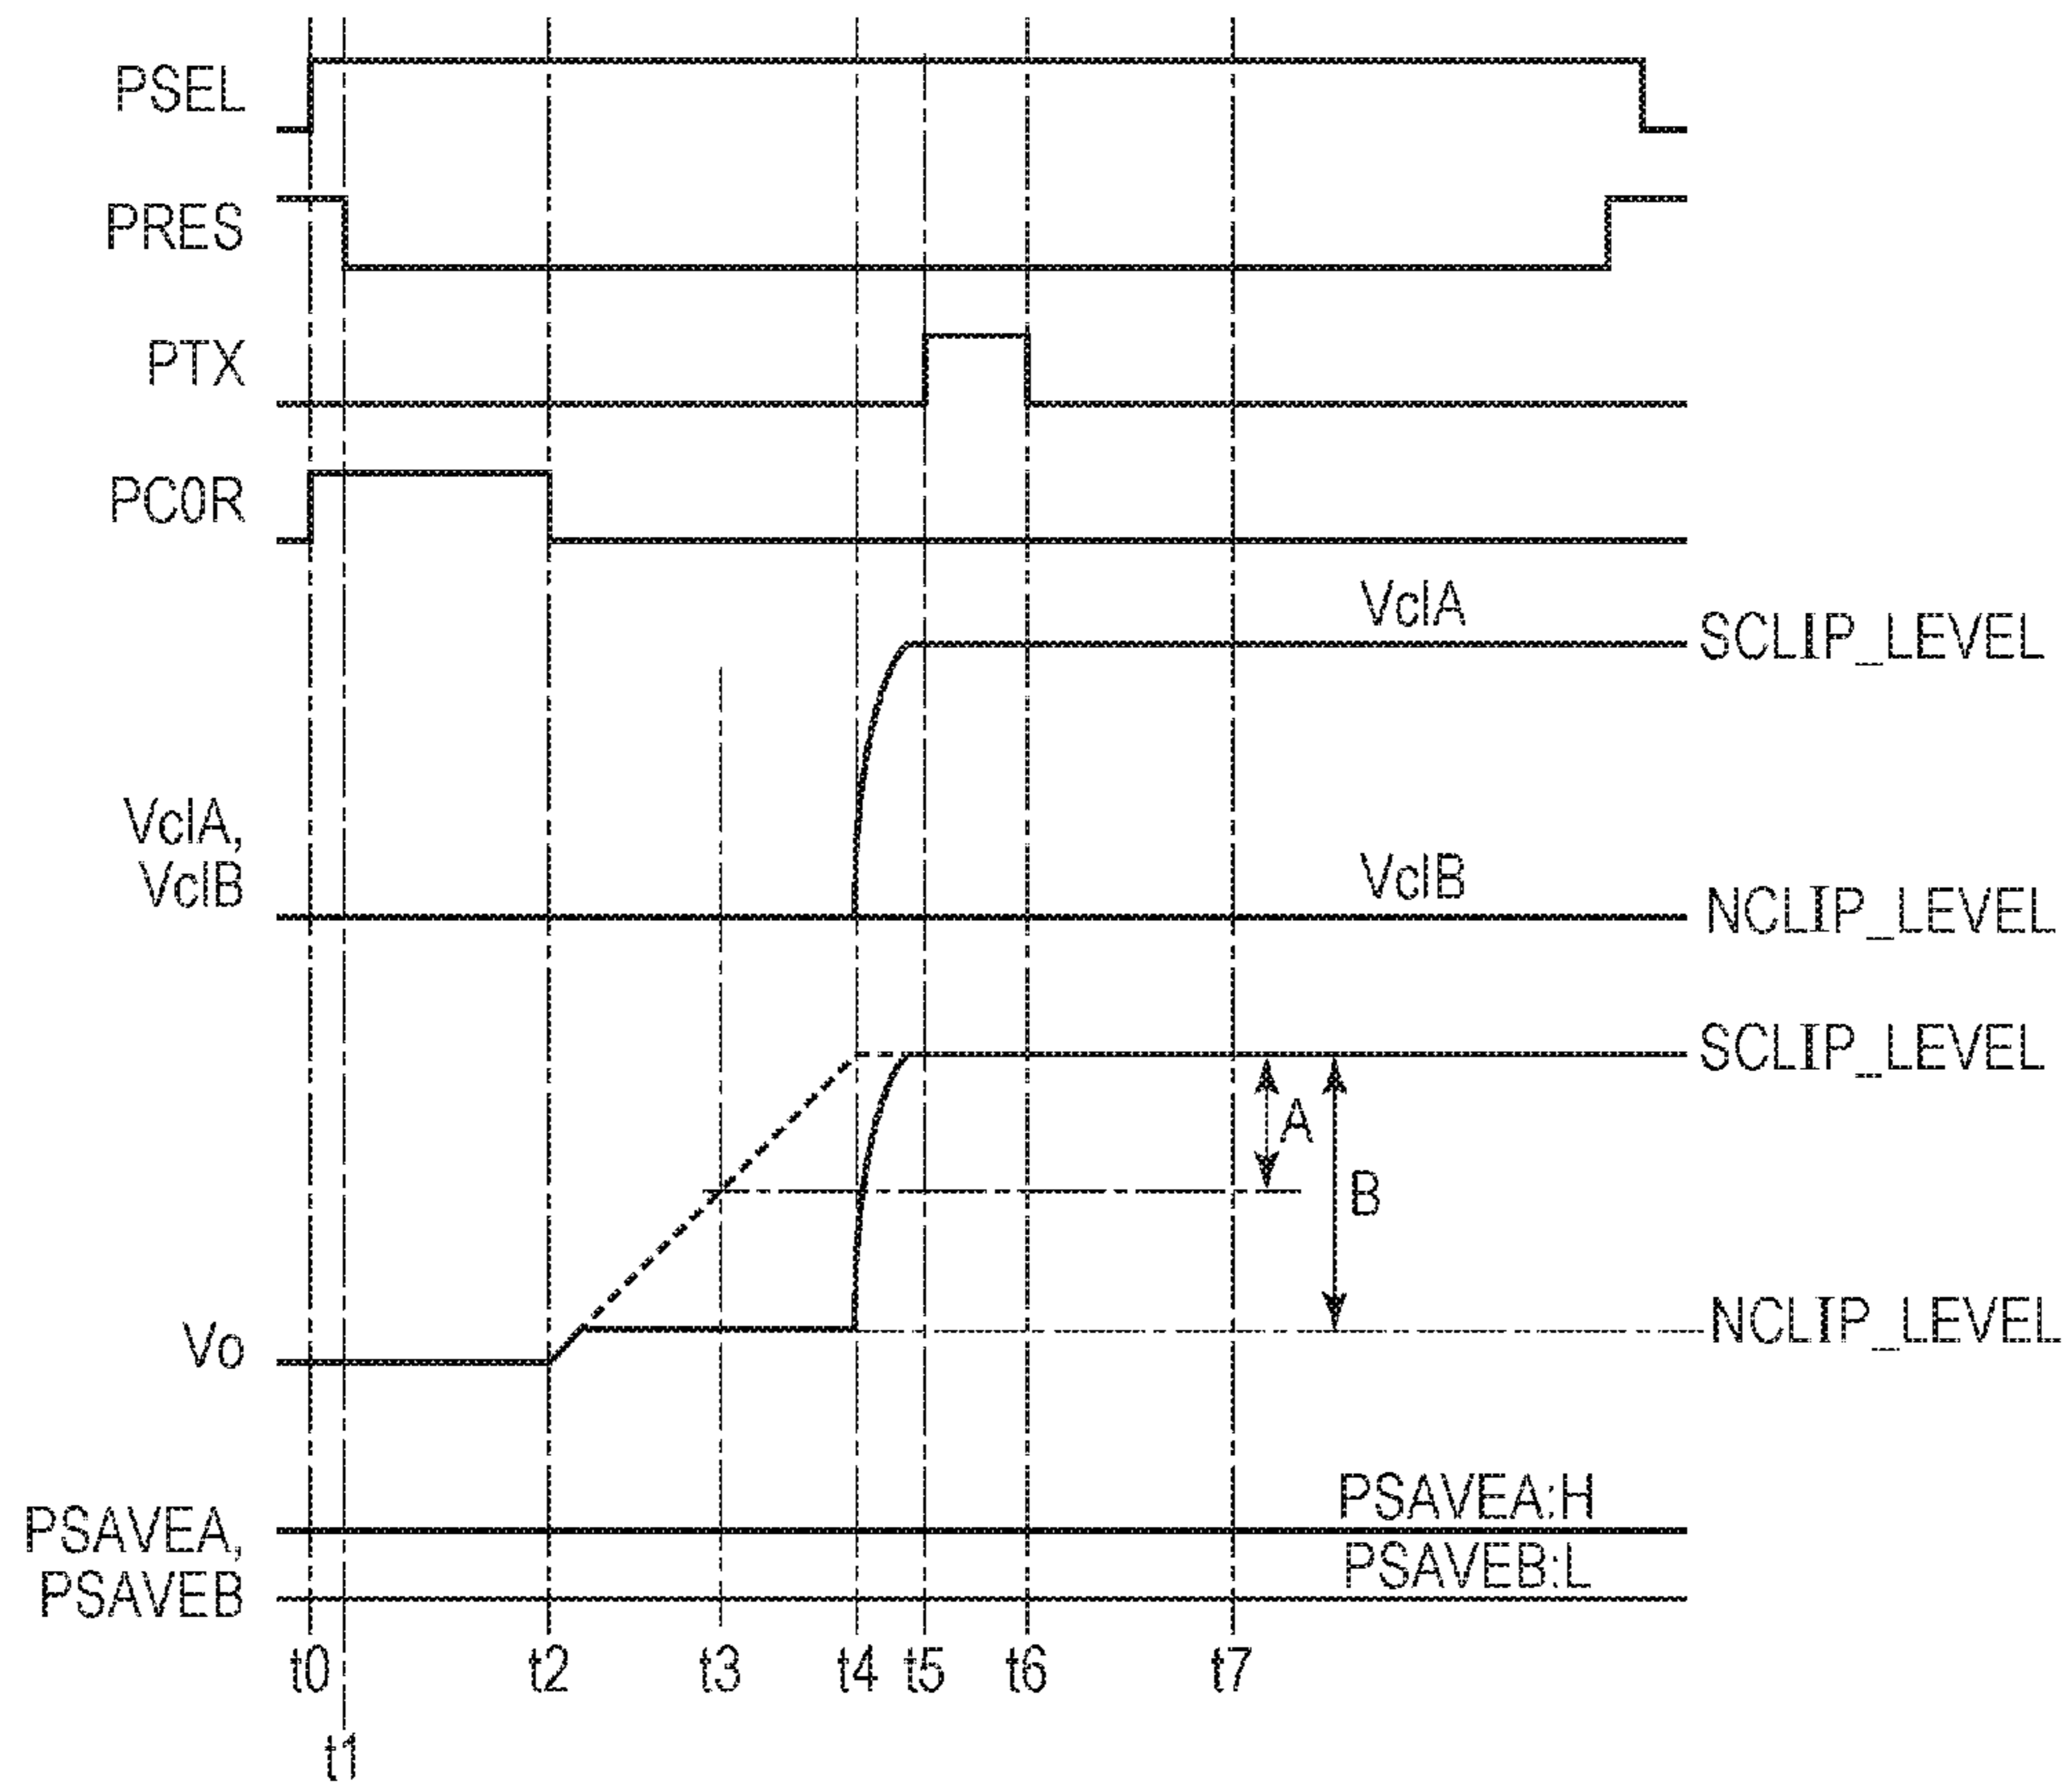 PSEL
PRES
PTX
PC0R
VclA
SCLIP_LEVEL
VclA,
VclB
VclB
NCLIP_LEVEL
SCLIP_LEVEL
A
B
NCLIP_LEVEL
Vo
PSAVEA:H
PSAVEA,
PSAVEB
PSAVEB:L
t0 t2 t3 t4 t5 t6 t7
t1